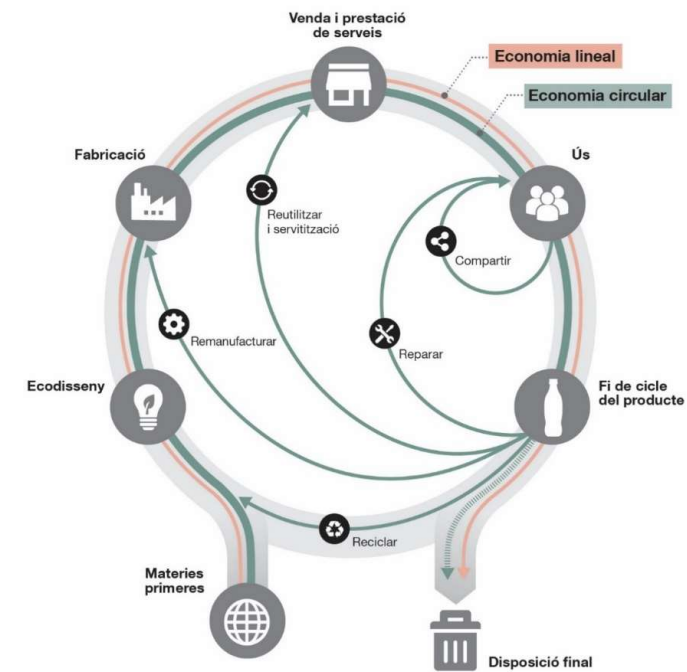 Venda i prestació
de serveis
Economia lineal
Economia circular
Fabricació
Ús
Reutilitzar
i servitització
Compartir
Remanufacturar
Reparar
Ecodisseny
Fi de cicle
del producte
Reciclar
Materies
primeres
Disposició final